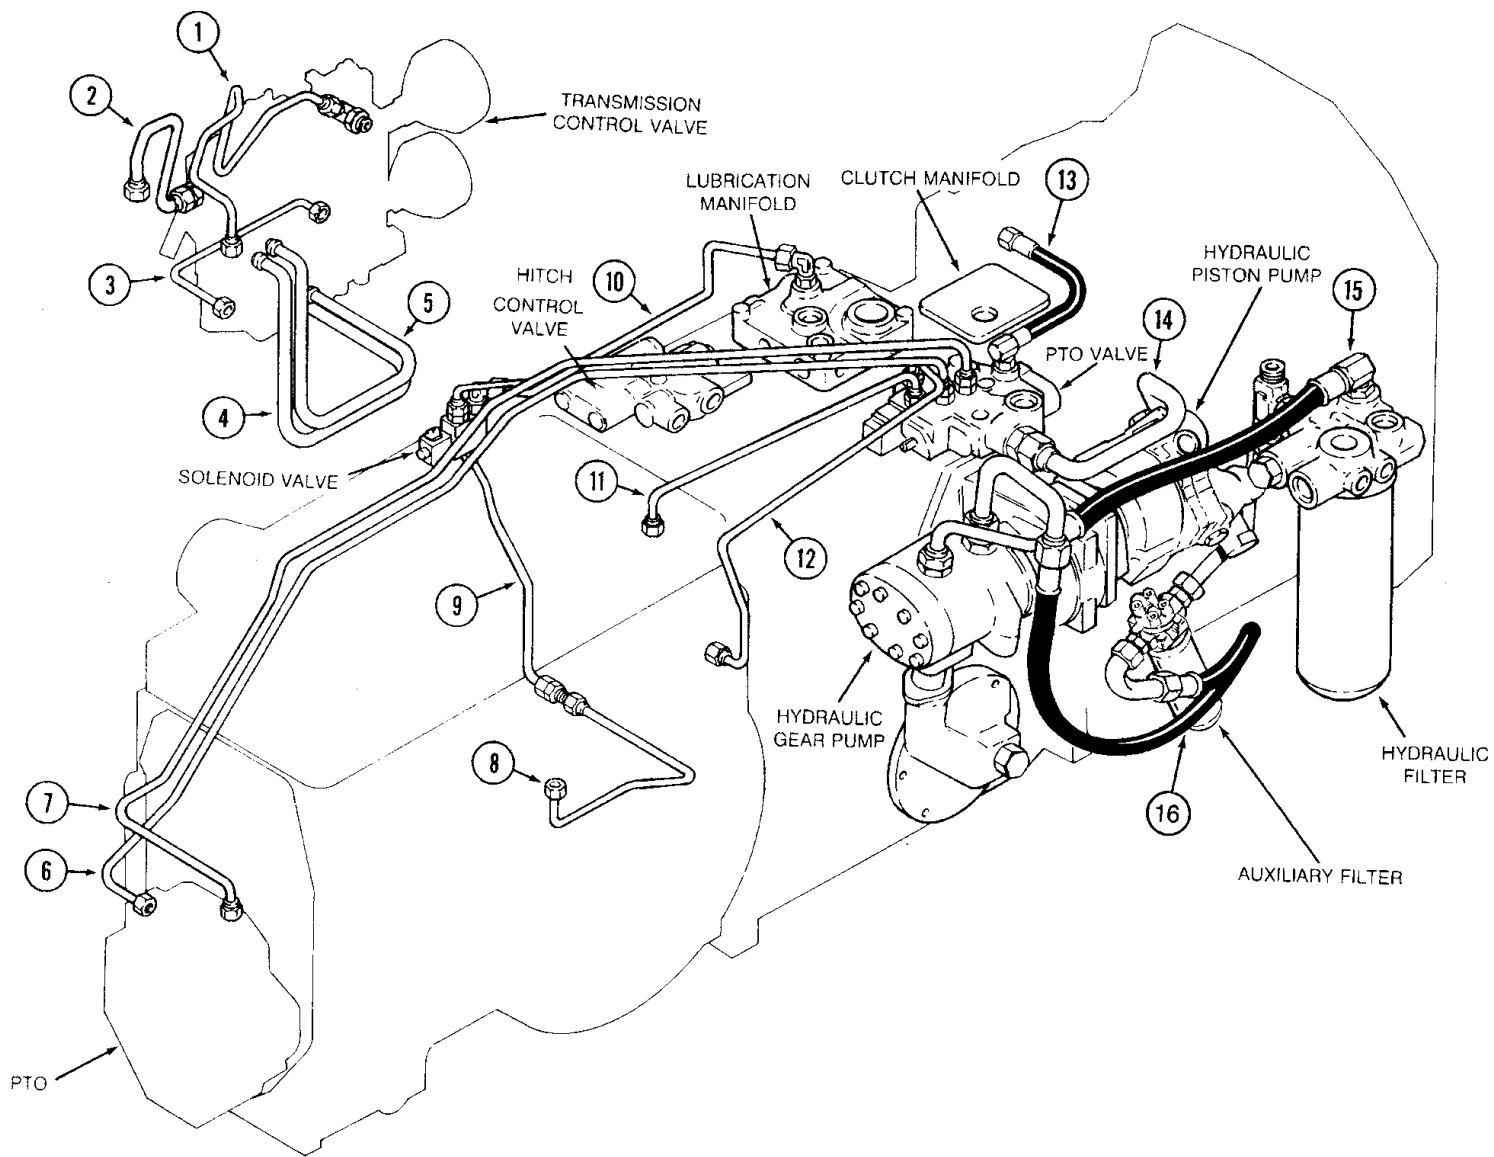 1
2
TRANSMISSION
CONTROL VALVE
LUBRICATION
MANIFOLD
CLUTCH MANIFOLD
13
HYDRAULIC
PISTON PUMP
3
HITCH
CONTROL
VALVE
10
5
14
15
PTO VALVE
4
SOLENOID VALVE
11
12
9
HYDRAULIC
GEAR PUMP
HYDRAULIC
FILTER
8
7
16
6
AUXILIARY FILTER
PTO